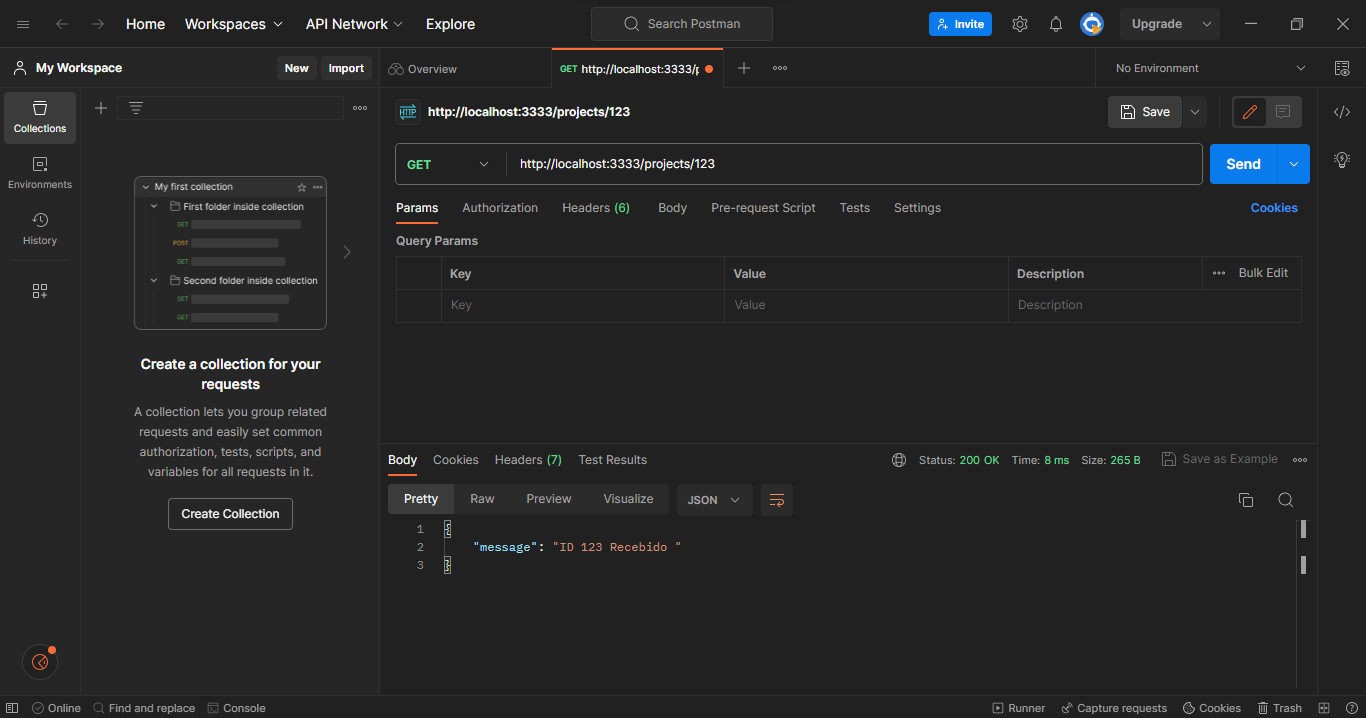 Home Workspaces API Network Explore Search Postman Invite Upgrade
My Workspace New Import Overview GET http://localhost:3333/p No Environment
Collections
Environments
History
My first collection
First folder inside collection
GET
POST
GET
Second folder inside collection
GET
GET
Create a collection for your
requests
A collection lets you group related
requests and easily set common
authorization, tests, scripts, and
variables for all requests in it.
Create Collection
HTTP http://localhost:3333/projects/123 Save
GET http://localhost:3333/projects/123 Send
Params Authorization Headers (6) Body Pre-request Script Tests Settings Cookies
Query Params
Key Value Description Bulk Edit
Key Value Description
Body Cookies Headers (7) Test Results Status: 200 OK Time: 8 ms Size: 265 B Save as Example
Pretty Raw Preview Visualize JSON
1 {
2 "message": "ID 123 Recebido "
3 }
Online Find and replace Console Runner Capture requests Cookies Trash